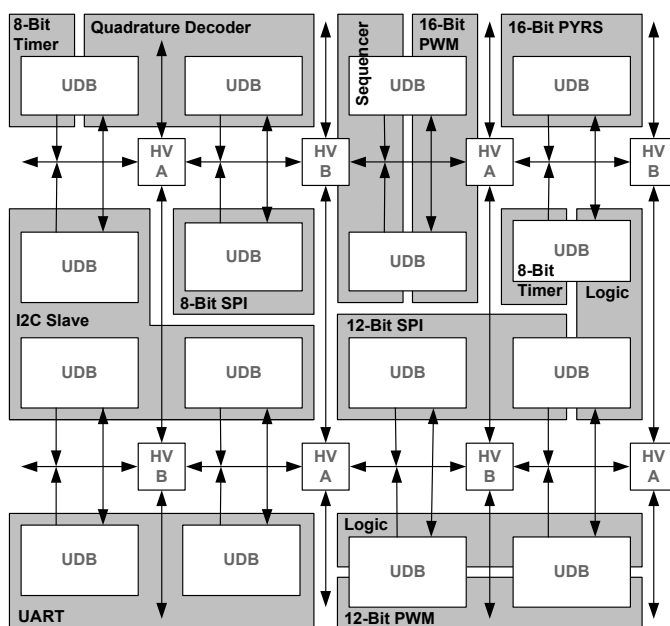 8-Bit
Timer
Quadrature Decoder
Sequencer
16-Bit
PWM
16-Bit PYRS
UDB
UDB
UDB
UDB
HV
A
HV
B
HV
A
HV
B
UDB
UDB
UDB
UDB
8-Bit
Timer
8-Bit SPI
Logic
I2C Slave
12-Bit SPI
UDB
UDB
UDB
UDB
HV
B
HV
A
HV
B
HV
A
Logic
UDB
UDB
UDB
UDB
UART
12-Bit PWM